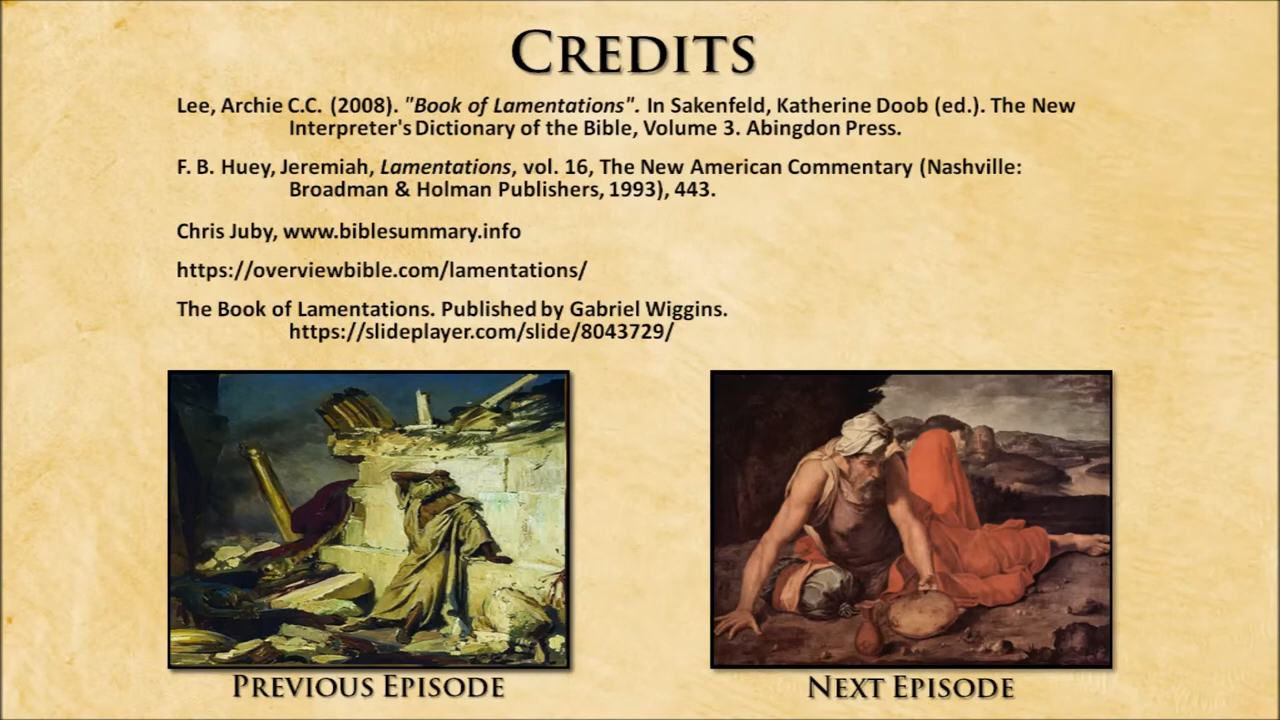 CREDITS
Lee, Archie C.C. (2008). "Book of Lamentations". In Sakenfeld, Katherine Doob (ed.). The New
Interpreter's Dictionary of the Bible, Volume 3. Abingdon Press.
F. B. Huey, Jeremiah, Lamentations, vol. 16, The New American Commentary (Nashville:
Broadman & Holman Publishers, 1993), 443.
Chris Juby, www.biblesummary.info
https://overviewbible.com/lamentations/
The Book of Lamentations. Published by Gabriel Wiggins.
https://slideplayer.com/slide/8043729/
PREVIOUS EPISODE
NEXT EPISODE